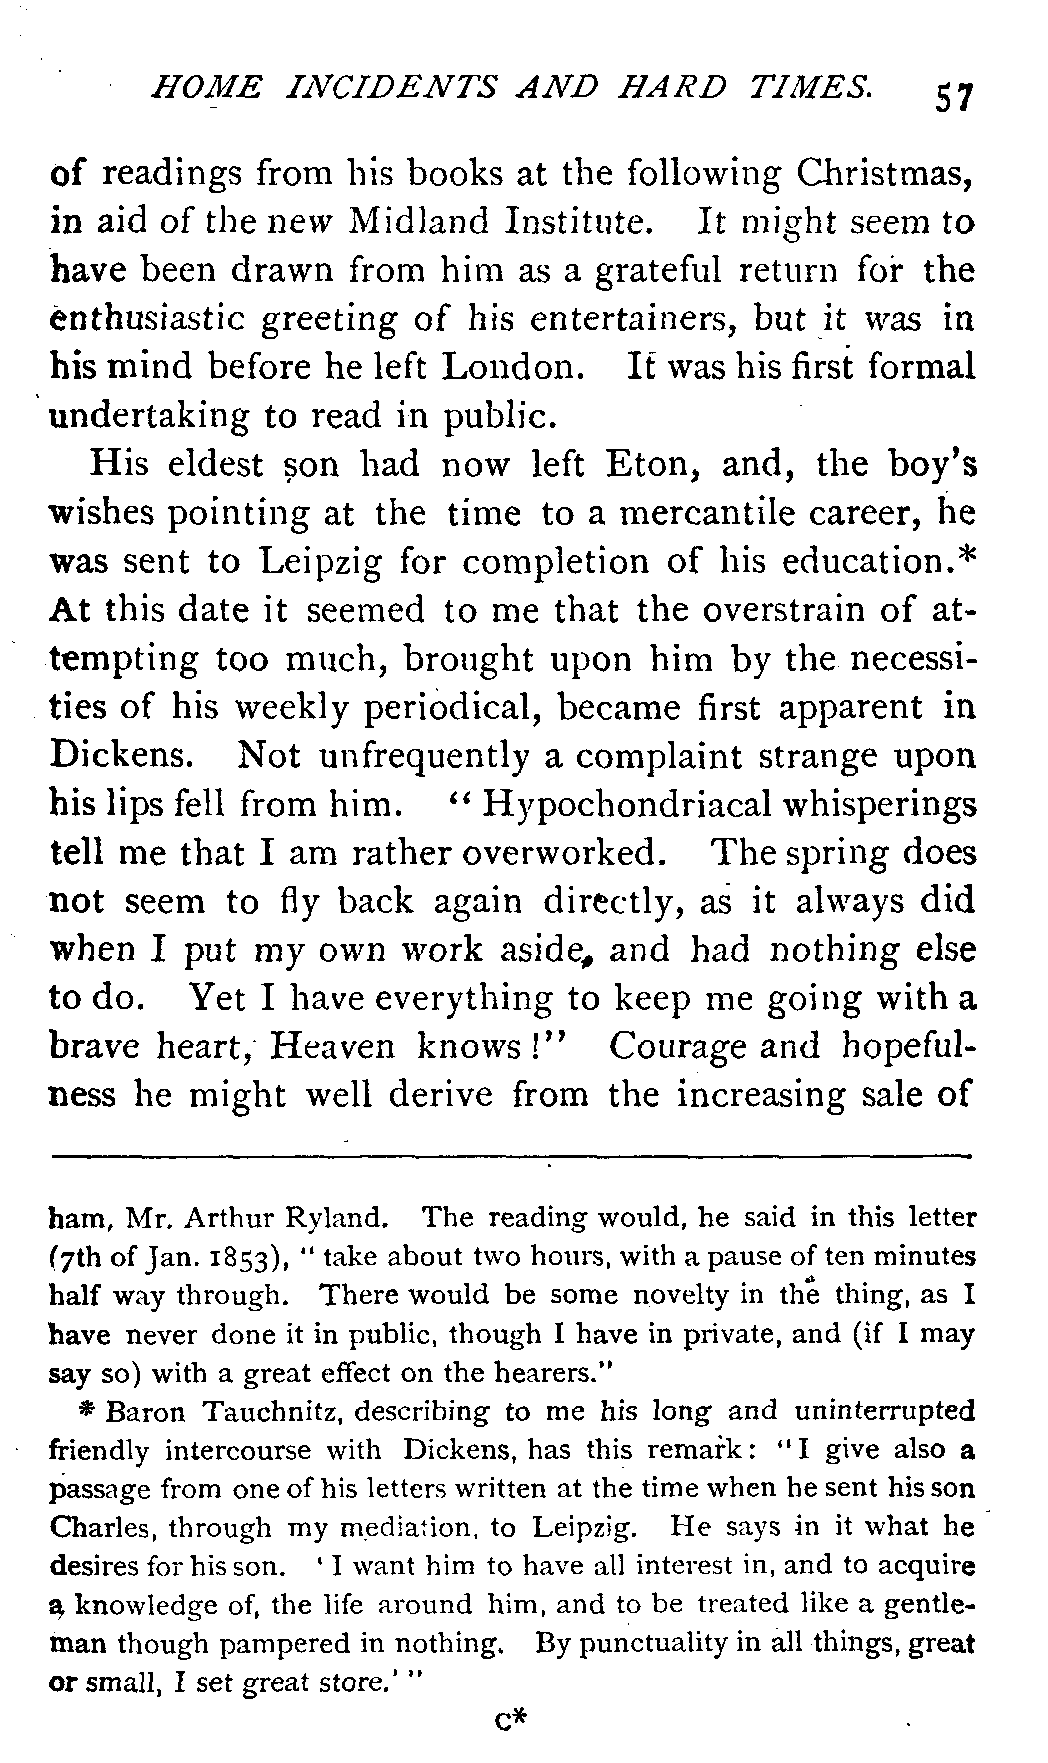 HOME INCIDENTS AND HARD TIMES. 57
of readings from his books at the following Christmas,
in aid of the new Midland Institute. It might seem to
have been drawn from him as a grateful return for the
enthusiastic greeting of his entertainers, but it was in
his mind before he left London. It was his first formal
undertaking to read in public.
His eldest son had now left Eton, and, the boy's
wishes pointing at the time to a mercantile career, he
was sent to Leipzig for completion of his education.*
At this date it seemed to me that the overstrain of at-
tempting too much, brought upon him by the necessi-
ties of his weekly periodical, became first apparent in
Dickens. Not unfrequently a complaint strange upon
his lips fell from him. "Hypochondriacal whisperings
tell me that I am rather overworked. The spring does
not seem to fly back again directly, as it always did
when I put my own work aside, and had nothing else
to do. Yet I have everything to keep me going with a
brave heart, Heaven knows!" Courage and hopeful-
ness he might well derive from the increasing sale of
ham, Mr. Arthur Ryland. The reading would, he said in this letter
(7th of Jan. 1853), "take about two hours, with a pause of ten minutes
half way through. There would be some novelty in the thing, as I
have never done it in public, though I have in private, and (if I may
say so) with a great effect on the hearers."
* Baron Tauchnitz, describing to me his long and uninterrupted
friendly intercourse with Dickens, has this remark: "I give also a
passage from one of his letters written at the time when he sent his son
Charles, through my mediation, to Leipzig. He says in it what he
desires for his son. 'I want him to have all interest in, and to acquire
a knowledge of, the life around him, and to be treated like a gentle-
man though pampered in nothing. By punctuality in all things, great
or small, I set great store.'"
C*